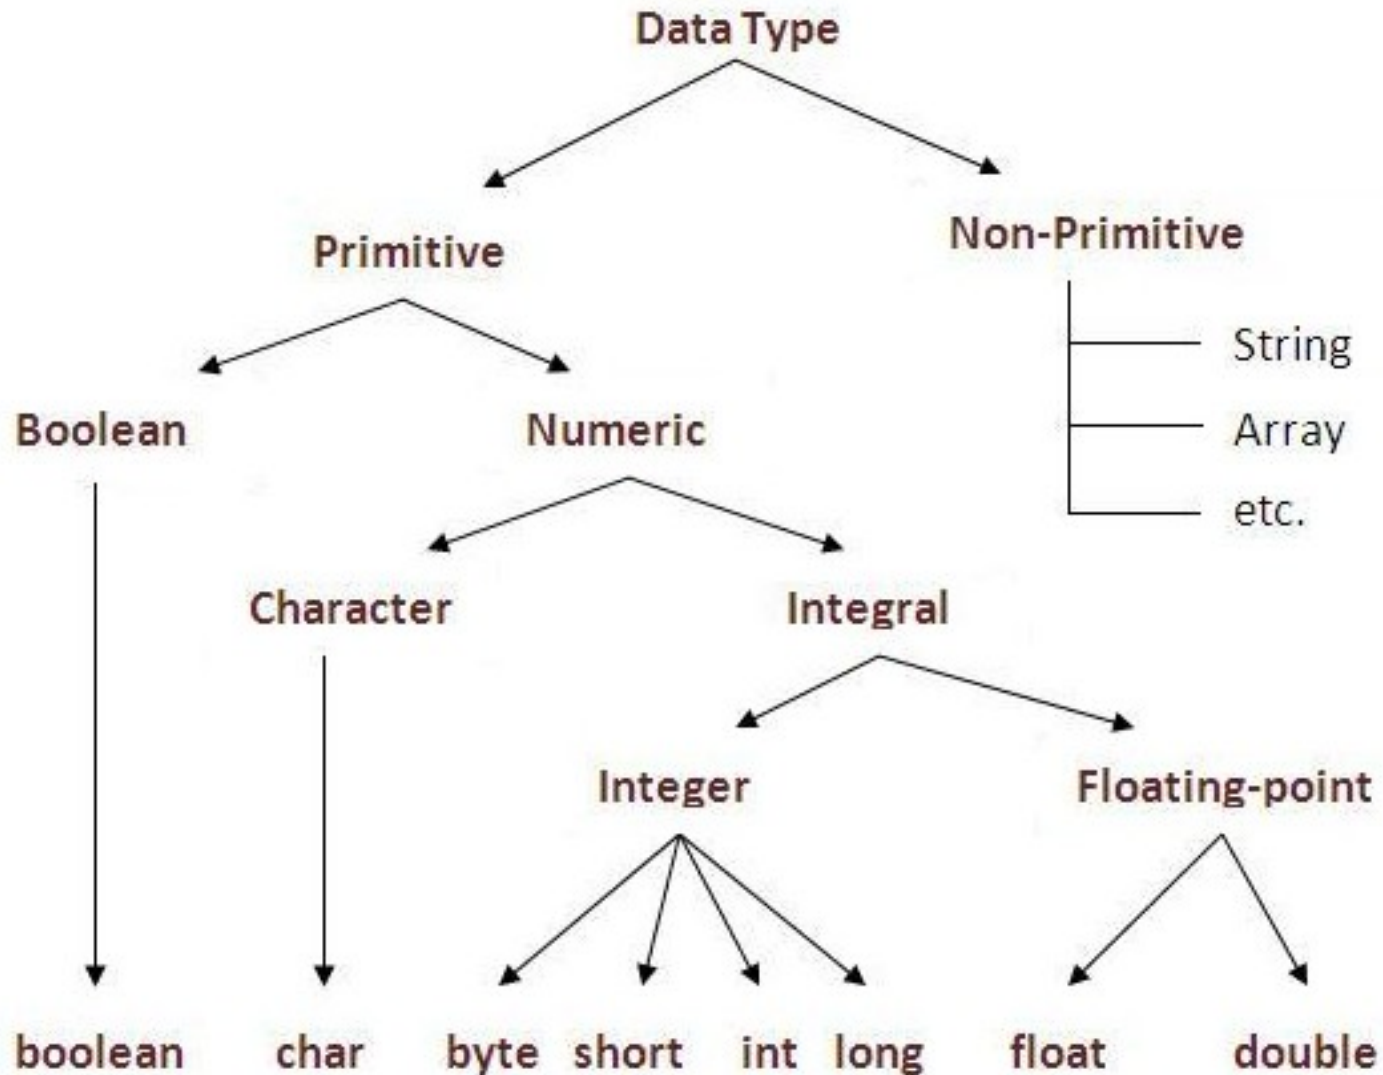 Data Type
Primitive
Non-Primitive
String
Array
etc.
Boolean
Numeric
Character
Integral
Integer
Floating-point
boolean
char
byte
short
int
long
float
double